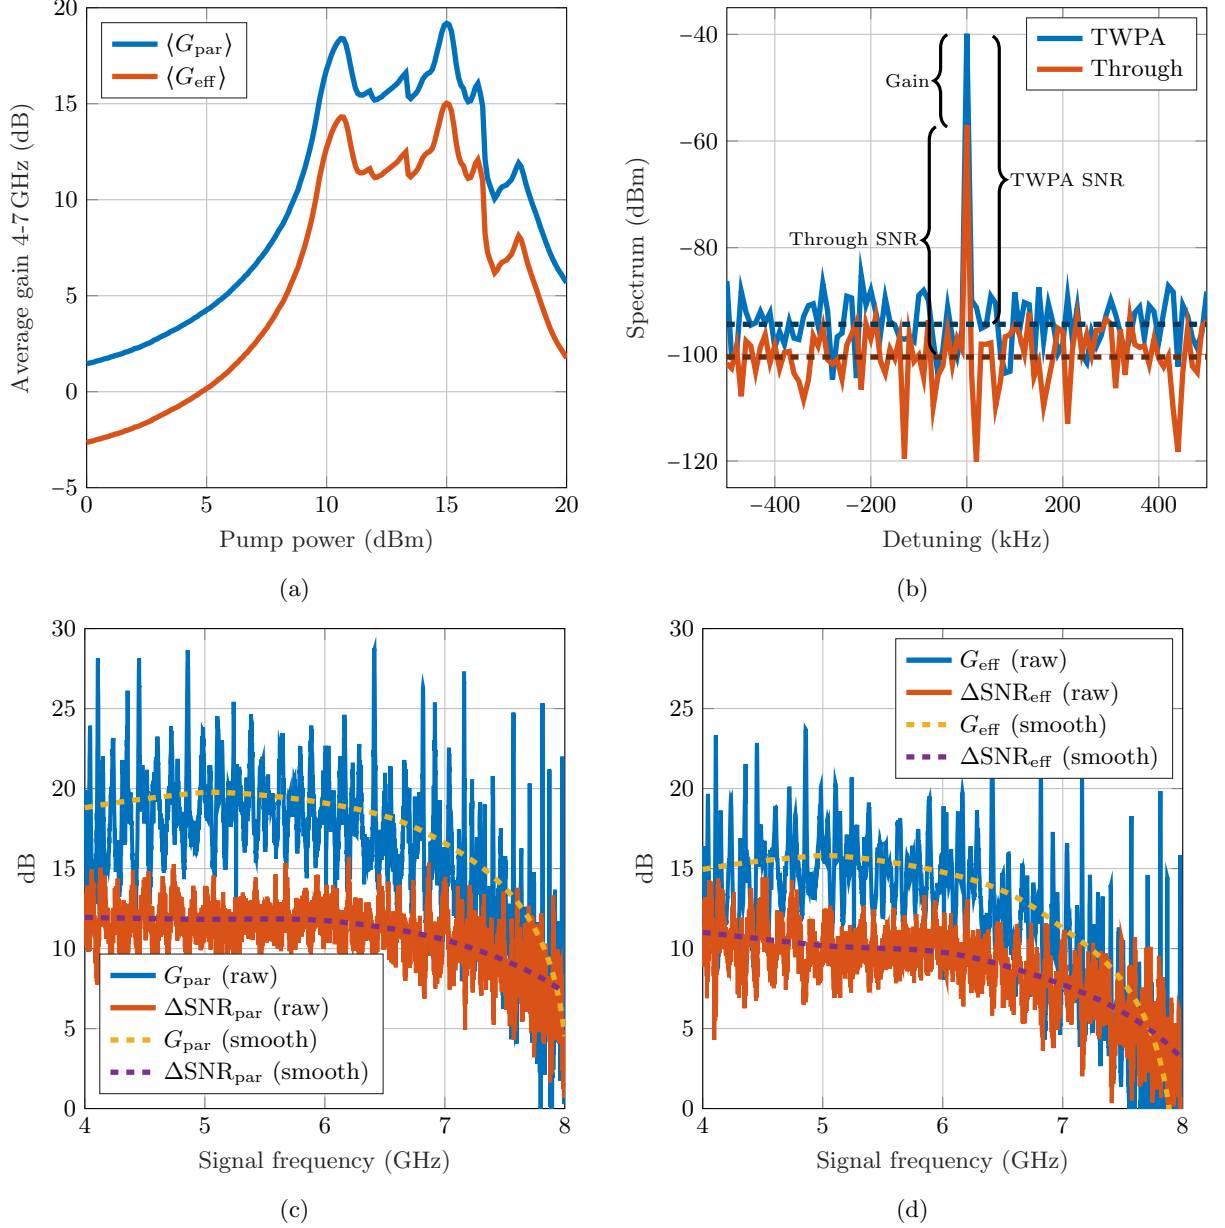 20
15
10
5
0
−5
0
5
10
15
20
Average gain 4-7 GHz (dB)
Pump power (dBm)
⟨G_par⟩
⟨G_eff⟩
(a)
−40
−60
−80
−100
−120
−400
−200
0
200
400
Spectrum (dBm)
Detuning (kHz)
TWPA
Through
Gain
TWPA SNR
Through SNR
(b)
30
25
20
15
10
5
0
4
5
6
7
8
dB
Signal frequency (GHz)
G_par (raw)
ΔSNR_par (raw)
G_par (smooth)
ΔSNR_par (smooth)
(c)
30
25
20
15
10
5
0
4
5
6
7
8
dB
Signal frequency (GHz)
G_eff (raw)
ΔSNR_eff (raw)
G_eff (smooth)
ΔSNR_eff (smooth)
(d)